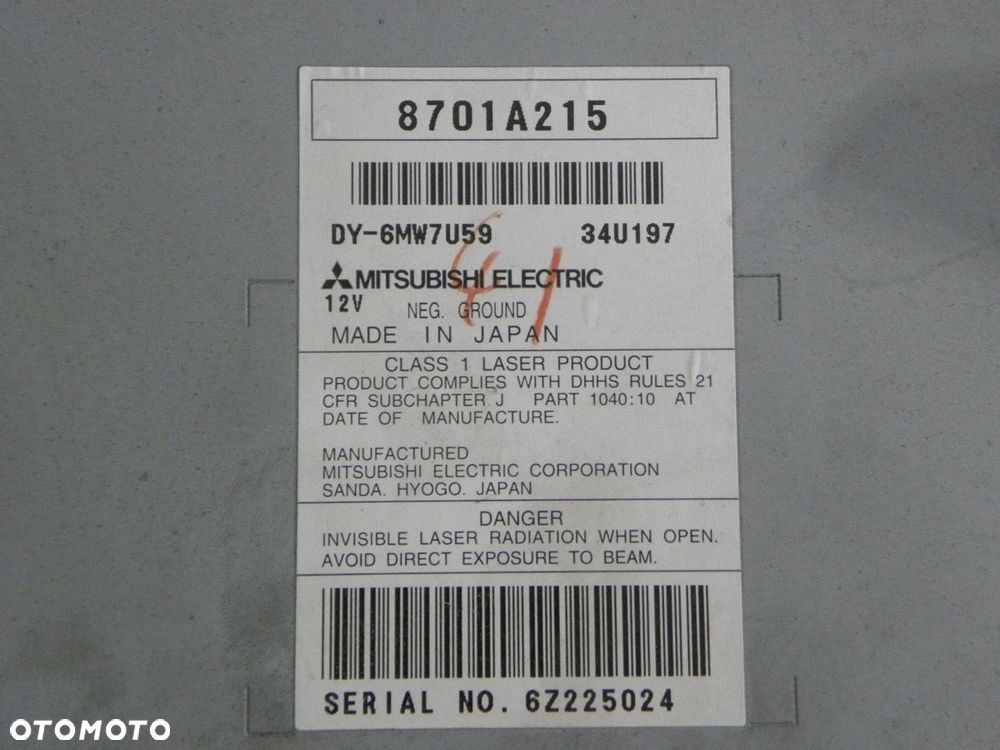 8701A215
DY-6MW7U59 34U197
MITSUBISHI ELECTRIC
12V NEG. GROUND
MADE IN JAPAN
CLASS 1 LASER PRODUCT
PRODUCT COMPLIES WITH DHHS RULES 21
CFR SUBCHAPTER J PART 1040:10 AT
DATE OF MANUFACTURE.
MANUFACTURED
MITSUBISHI ELECTRIC CORPORATION
SANDA. HYOGO. JAPAN
DANGER
INVISIBLE LASER RADIATION WHEN OPEN.
AVOID DIRECT EXPOSURE TO BEAM.
SERIAL NO. 6Z225024
OTOMOTO